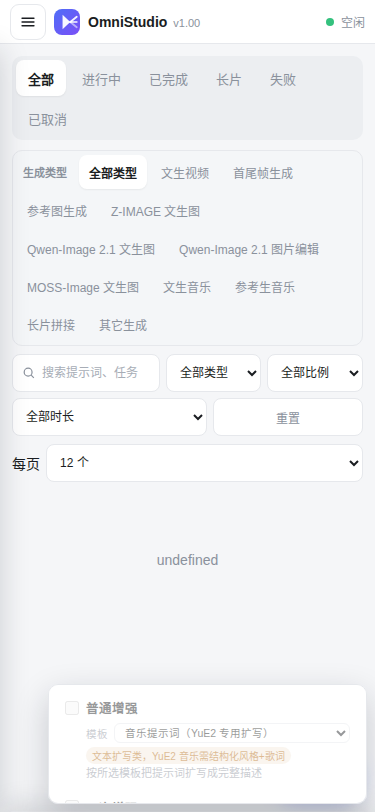 OmniStudio v1.00 空闲
全部 进行中 已完成 长片 失败
已取消
生成类型 全部类型 文生视频 首尾帧生成
参考图生成 Z-IMAGE 文生图
Qwen-Image 2.1 文生图 Qwen-Image 2.1 图片编辑
MOSS-Image 文生图 文生音乐 参考生音乐
长片拼接 其它生成
搜索提示词、任务 全部类型 全部比例
全部时长 重置
每页 12 个
undefined
普通增强
模板 音乐提示词（YuE2 专用扩写）
文本扩写类，YuE2 音乐需结构化风格+歌词
按所选模板把提示词扩写成完整描述